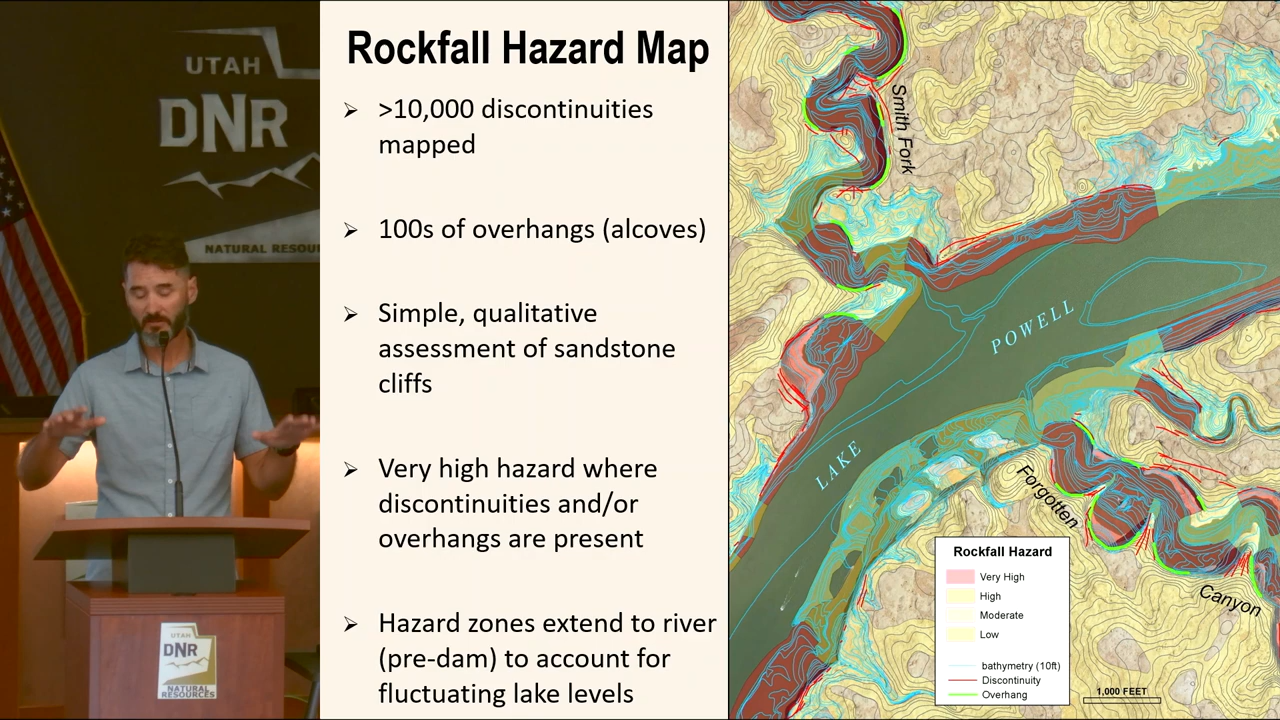 UTAH
DNR
NATURAL RESOU
UTAH
DNR
NATURAL
RESOURCES
Rockfall Hazard Map
➢ >10,000 discontinuities
mapped
➢ 100s of overhangs (alcoves)
➢ Simple, qualitative
assessment of sandstone
cliffs
➢ Very high hazard where
discontinuities and/or
overhangs are present
➢ Hazard zones extend to river
(pre-dam) to account for
fluctuating lake levels
Smith Fork
LAKE POWELL
Forgotten Canyon
Rockfall Hazard
Very High
High
Moderate
Low
bathymetry (10ft)
Discontinuity
Overhang
1,000 FEET